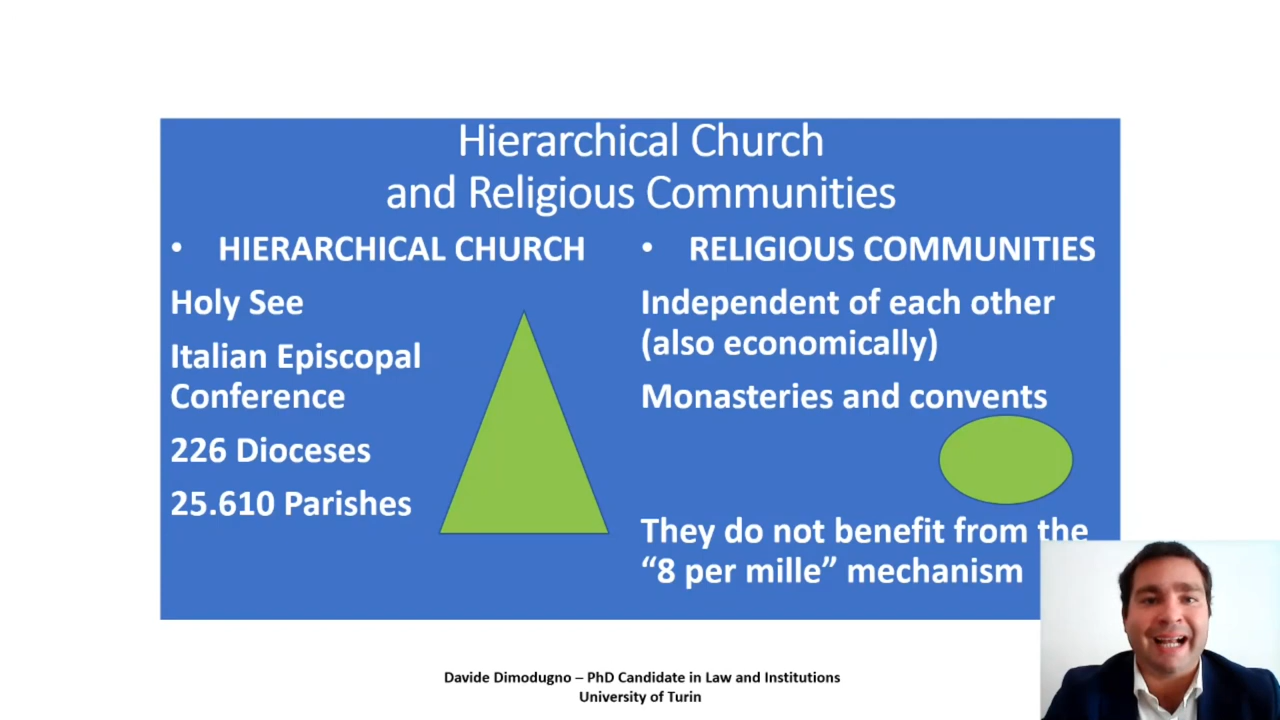 Hierarchical Church
and Religious Communities
• HIERARCHICAL CHURCH
Holy See
Italian Episcopal
Conference
226 Dioceses
25.610 Parishes
• RELIGIOUS COMMUNITIES
Independent of each other
(also economically)
Monasteries and convents
They do not benefit from the
“8 per mille” mechanism
Davide Dimodugno – PhD Candidate in Law and Institutions
University of Turin